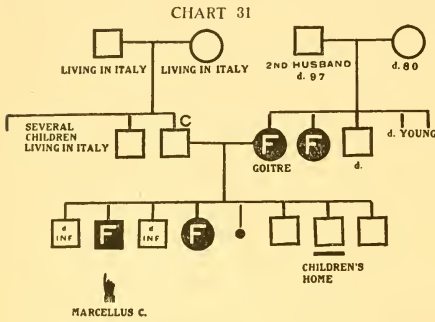 CHART 31
LIVING IN ITALY
LIVING IN ITALY
2ND HUSBAND
d. 97
d. 80
SEVERAL
CHILDREN
LIVING IN ITALY
C
F
F
GOITRE
d.
d. YOUNG
d
INF
F
d
INF
F
CHILDREN'S
HOME
MARCELLUS C.